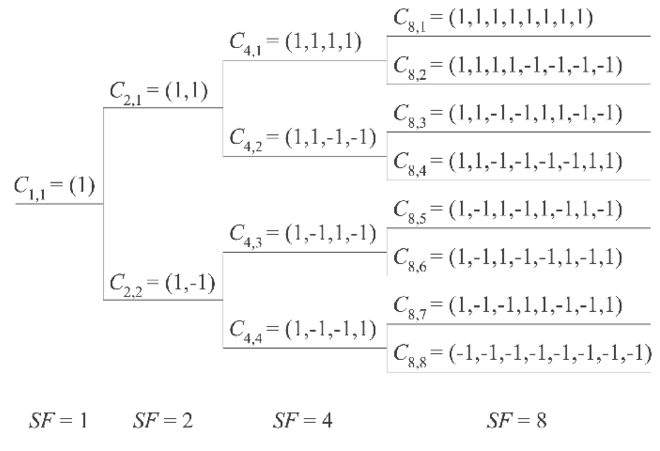 C8,1 = (1,1,1,1,1,1,1,1)
C4,1 = (1,1,1,1)
C8,2 = (1,1,1,1,-1,-1,-1,-1)
C2,1 = (1,1)
C8,3 = (1,1,-1,-1,1,1,-1,-1)
C4,2 = (1,1,-1,-1)
C8,4 = (1,1,-1,-1,-1,-1,1,1)
C1,1 = (1)
C8,5 = (1,-1,1,-1,1,-1,1,-1)
C4,3 = (1,-1,1,-1)
C8,6 = (1,-1,1,-1,-1,1,-1,1)
C2,2 = (1,-1)
C8,7 = (1,-1,-1,1,1,-1,-1,1)
C4,4 = (1,-1,-1,1)
C8,8 = (-1,-1,-1,-1,-1,-1,-1,-1)
SF = 1 SF = 2 SF = 4 SF = 8